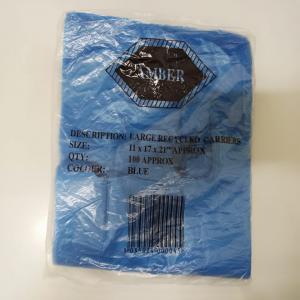 AMBER
DESCRIPTION: LARGE RECYCLED CARRIERS
SIZE: 11 x 17 x 21" APPROX
QTY: 100 APPROX
COLOUR: BLUE